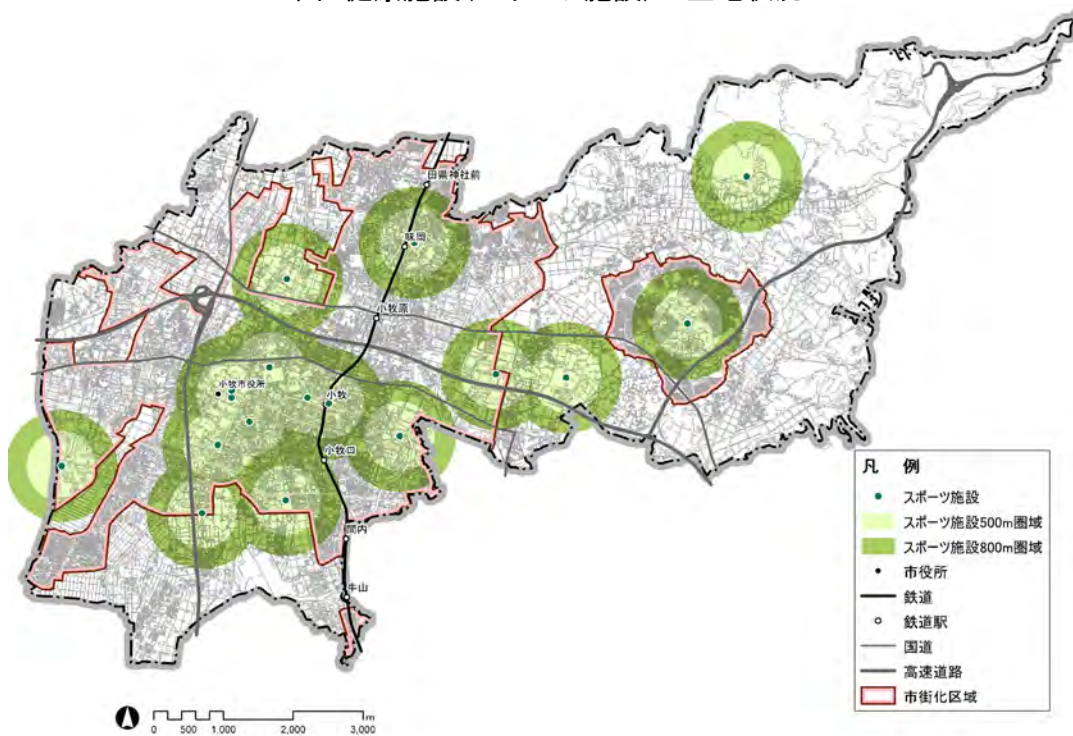 田県神社前
味岡
小牧原
小牧市役所
小牧
小牧口
間内
牛山
凡 例
スポーツ施設
スポーツ施設500m圏域
スポーツ施設800m圏域
市役所
鉄道
鉄道駅
国道
高速道路
市街化区域
0 500 1,000 2,000 3,000 m